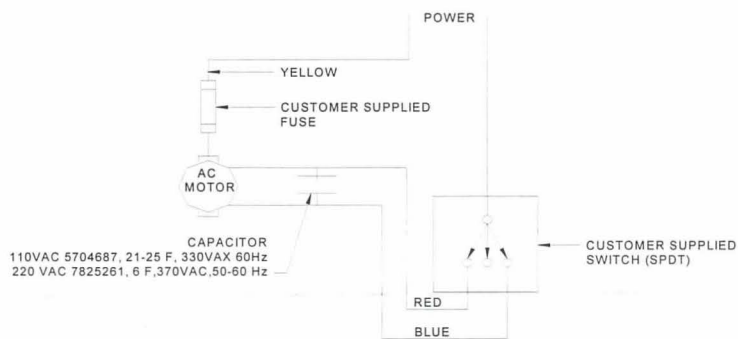 POWER
YELLOW
CUSTOMER SUPPLIED
FUSE
AC
MOTOR
CAPACITOR
110VAC 5704687, 21-25 F, 330VAX 60Hz
220 VAC 7825261, 6 F,370VAC,50-60 Hz
CUSTOMER SUPPLIED
SWITCH (SPDT)
RED
BLUE